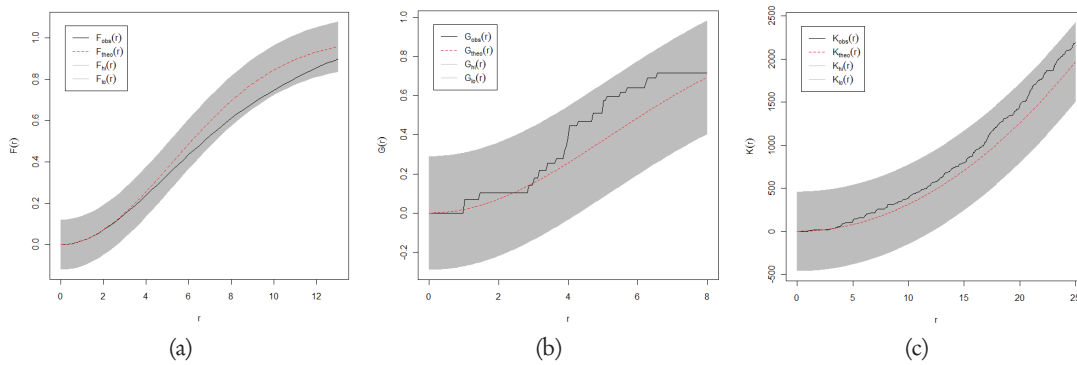 F_obs(r)
F_theo(r)
F_hi(r)
F_lo(r)
F(r)
0.0 0.2 0.4 0.6 0.8 1.0
0 2 4 6 8 10 12
r
(a)
G_obs(r)
G_theo(r)
G_hi(r)
G_lo(r)
G(r)
-0.2 0.0 0.2 0.4 0.6 0.8 1.0
0 2 4 6 8
r
(b)
K_obs(r)
K_theo(r)
K_hi(r)
K_lo(r)
K(r)
-500 0 500 1000 1500 2000 2500
0 5 10 15 20 25
r
(c)